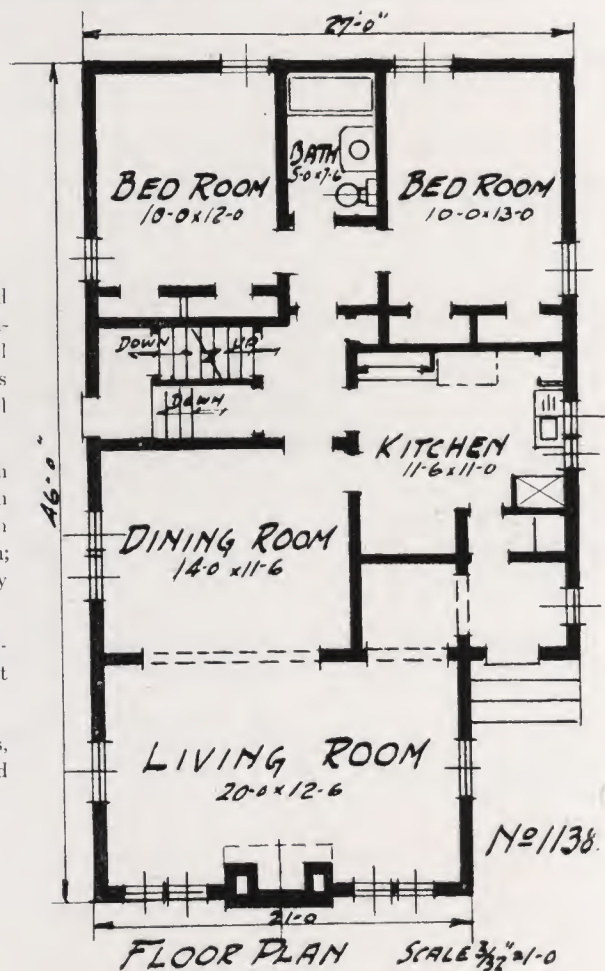 27'-0"
BATH
5-0x7-6
BED ROOM
10-0x12-0
BED ROOM
10-0x13-0
DOWN
UP
DOWN
46'-0"
KITCHEN
11-6x11-0
DINING ROOM
14-0x11-6
LIVING ROOM
20-0x12-6
No 1138.
21-0
FLOOR PLAN SCALE 3/32"=1-0